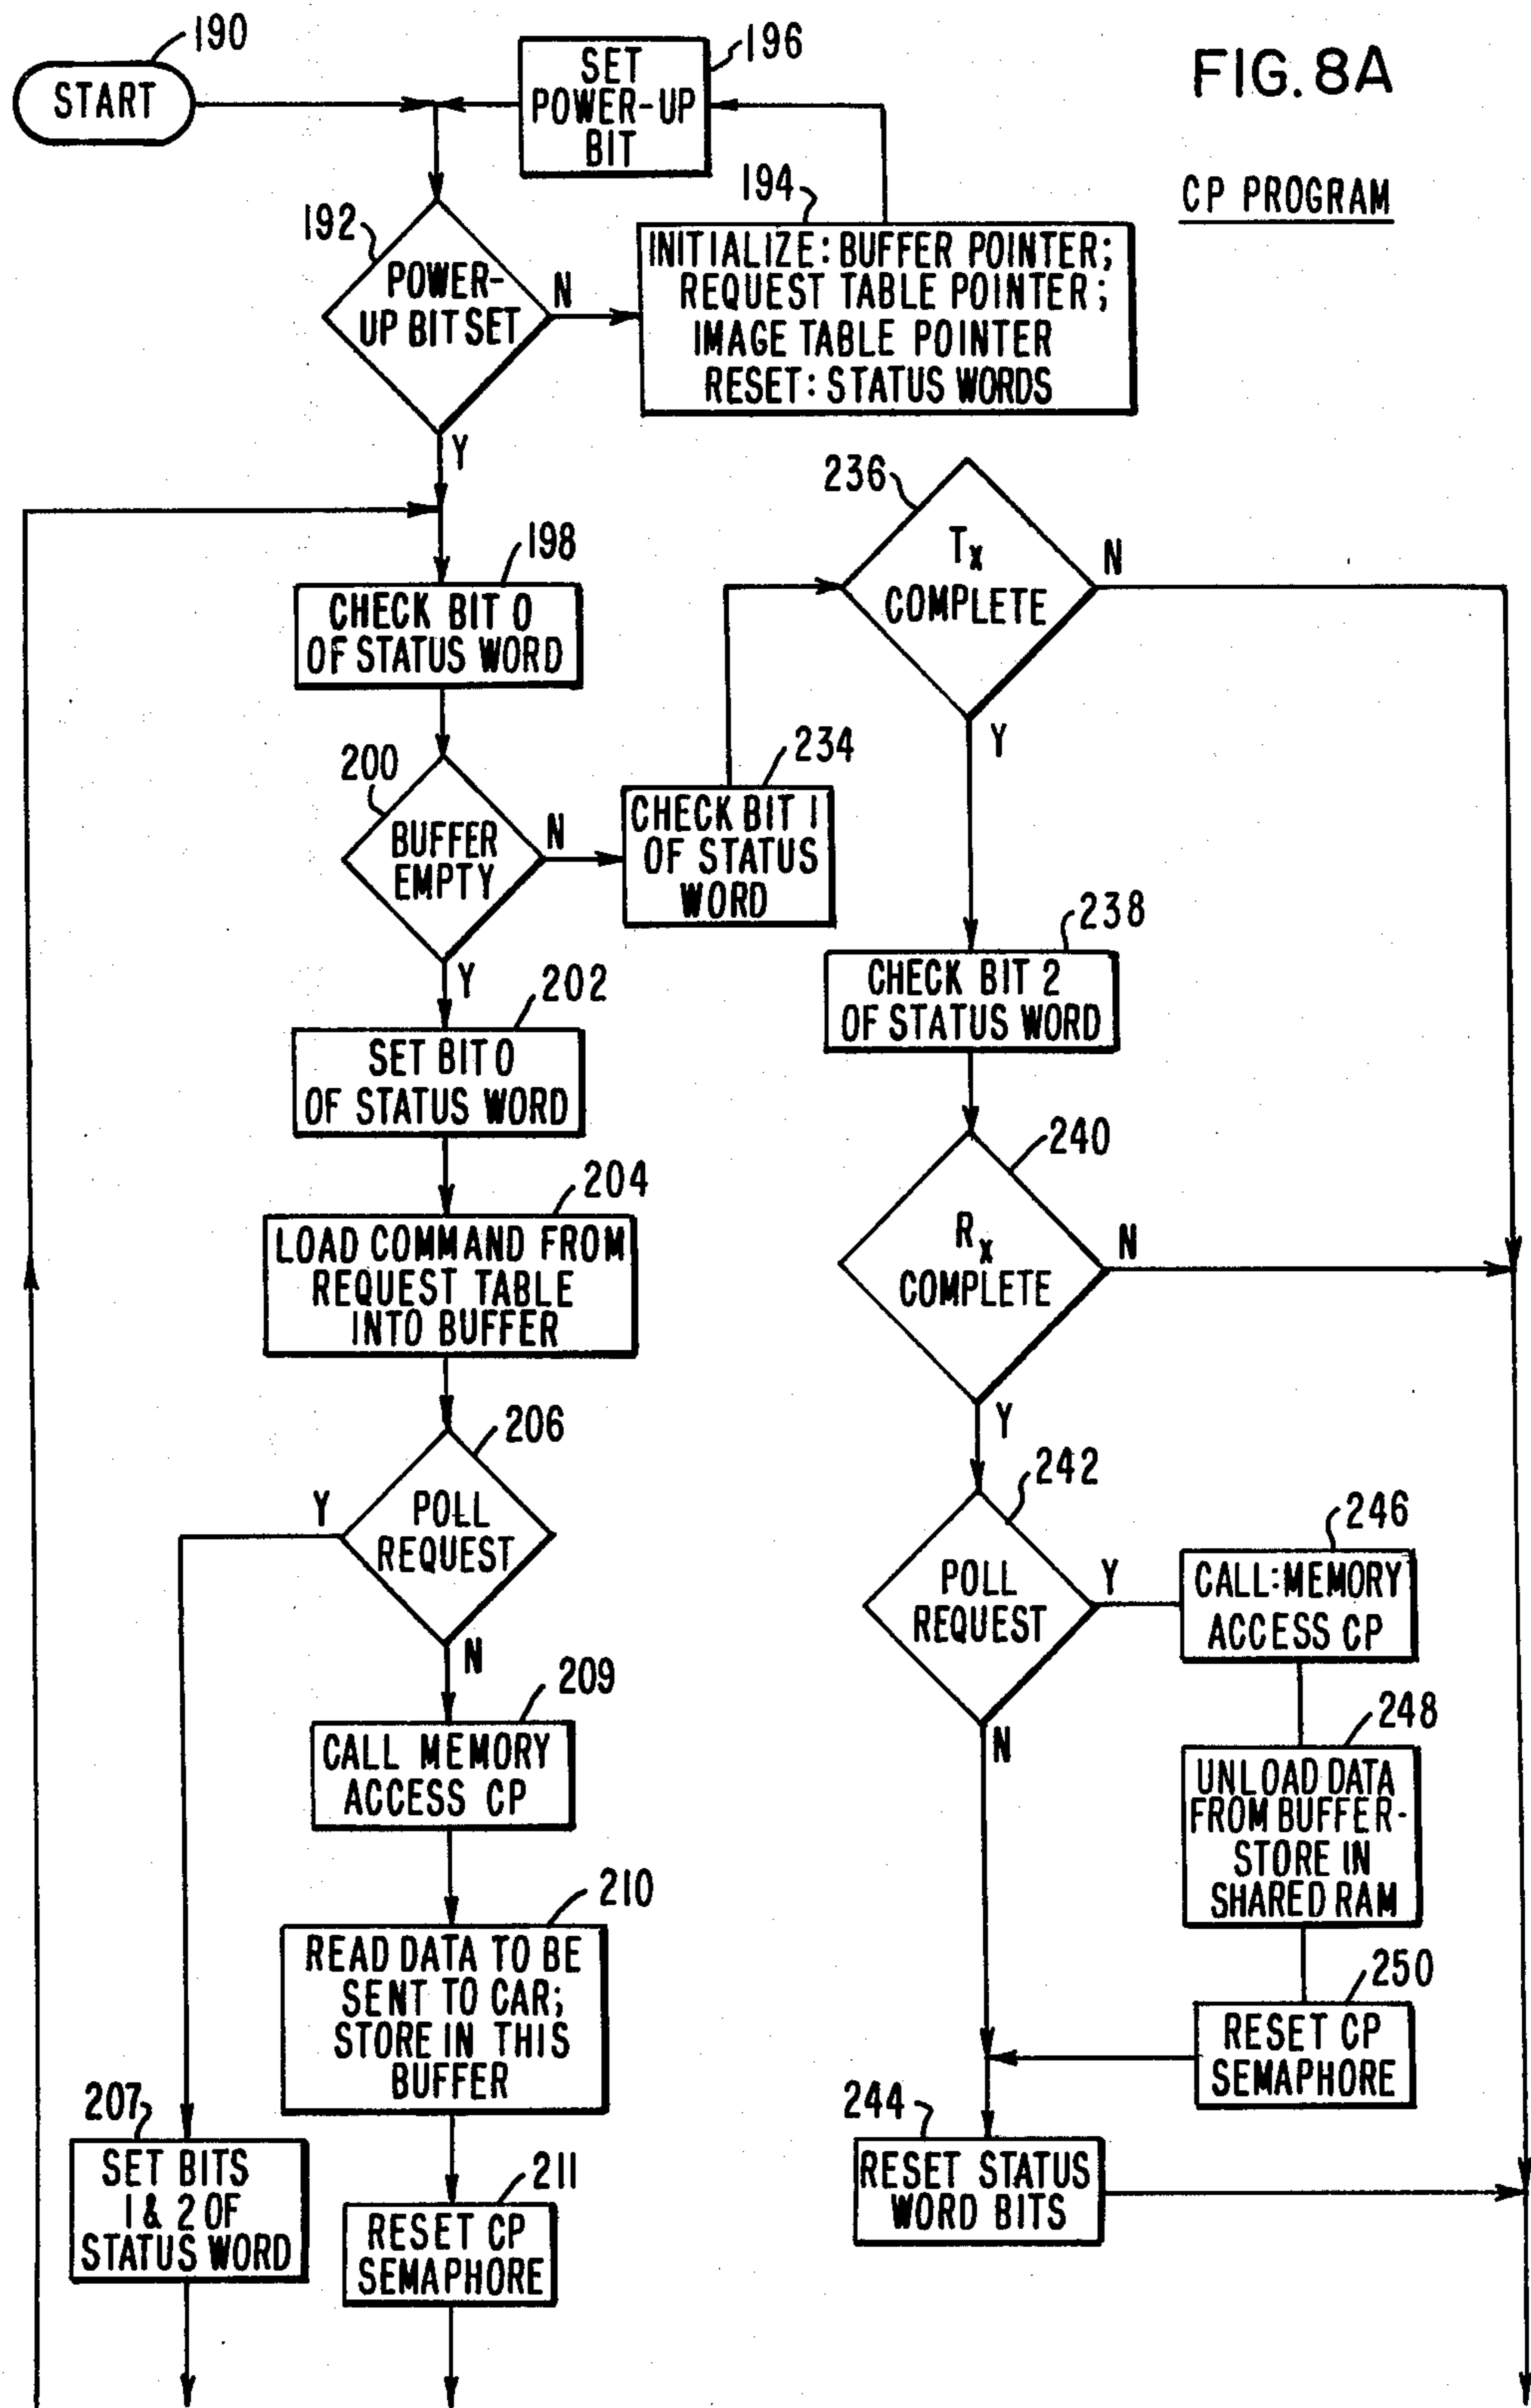 190
START
196
SET
POWER-UP
BIT
FIG. 8A
CP PROGRAM
194
INITIALIZE: BUFFER POINTER;
REQUEST TABLE POINTER;
IMAGE TABLE POINTER
RESET: STATUS WORDS
192
POWER-
UP BIT SET
N
Y
198
CHECK BIT 0
OF STATUS WORD
200
BUFFER
EMPTY
N
Y
234
CHECK BIT 1
OF STATUS
WORD
236
Tx
COMPLETE
N
Y
202
SET BIT 0
OF STATUS WORD
238
CHECK BIT 2
OF STATUS WORD
204
LOAD COMMAND FROM
REQUEST TABLE
INTO BUFFER
240
Rx
COMPLETE
N
Y
206
POLL
REQUEST
Y
N
242
POLL
REQUEST
Y
N
246
CALL: MEMORY
ACCESS CP
209
CALL MEMORY
ACCESS CP
248
UNLOAD DATA
FROM BUFFER-
STORE IN
SHARED RAM
210
READ DATA TO BE
SENT TO CAR;
STORE IN THIS
BUFFER
250
RESET CP
SEMAPHORE
207
SET BITS
1 & 2 OF
STATUS WORD
211
RESET CP
SEMAPHORE
244
RESET STATUS
WORD BITS